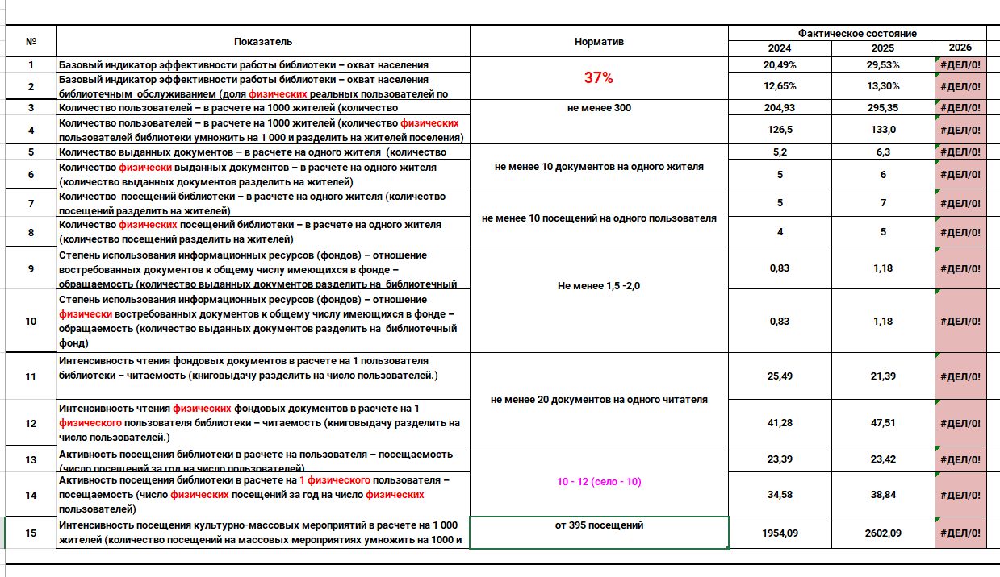 № Показатель Норматив Фактическое состояние
2024 2025 2026
1 Базовый индикатор эффективности работы библиотеки – охват населения 20,49% 29,53% #ДЕЛ/0!
37%
2 Базовый индикатор эффективности работы библиотеки – охват населения
библиотечным обслуживанием (доля физических реальных пользователей по 12,65% 13,30% #ДЕЛ/0!
3 Количество пользователей – в расчете на 1000 жителей (количество не менее 300 204,93 295,35 #ДЕЛ/0!
4 Количество пользователей – в расчете на 1000 жителей (количество физических
пользователей библиотеки умножить на 1 000 и разделить на жителей поселения) 126,5 133,0 #ДЕЛ/0!
5 Количество выданных документов – в расчете на одного жителя (количество 5,2 6,3 #ДЕЛ/0!
не менее 10 документов на одного жителя
6 Количество физически выданных документов – в расчете на одного жителя
(количество выданных документов разделить на жителей) 5 6 #ДЕЛ/0!
7 Количество посещений библиотеки – в расчете на одного жителя (количество
посещений разделить на жителей) 5 7 #ДЕЛ/0!
не менее 10 посещений на одного пользователя
8 Количество физических посещений библиотеки – в расчете на одного жителя
(количество посещений разделить на жителей) 4 5 #ДЕЛ/0!
9 Степень использования информационных ресурсов (фондов) – отношение
востребованных документов к общему числу имеющихся в фонде –
обращаемость (количество выданных документов разделить на библиотечный 0,83 1,18 #ДЕЛ/0!
Не менее 1,5 -2,0
10 Степень использования информационных ресурсов (фондов) – отношение
физически востребованных документов к общему числу имеющихся в фонде –
обращаемость (количество выданных документов разделить на библиотечный
фонд) 0,83 1,18 #ДЕЛ/0!
11 Интенсивность чтения фондовых документов в расчете на 1 пользователя
библиотеки – читаемость (книговыдачу разделить на число пользователей.) 25,49 21,39 #ДЕЛ/0!
не менее 20 документов на одного читателя
12 Интенсивность чтения физических фондовых документов в расчете на 1
физического пользователя библиотеки – читаемость (книговыдачу разделить на
число пользователей.) 41,28 47,51 #ДЕЛ/0!
13 Активность посещения библиотеки в расчете на пользователя – посещаемость
(число посещений за год на число пользователей) 23,39 23,42 #ДЕЛ/0!
10 - 12 (село - 10)
14 Активность посещения библиотеки в расчете на 1 физического пользователя –
посещаемость (число физических посещений за год на число физических
пользователей) 34,58 38,84 #ДЕЛ/0!
15 Интенсивность посещения культурно-массовых мероприятий в расчете на 1 000
жителей (количество посещений на массовых мероприятиях умножить на 1000 и от 395 посещений 1954,09 2602,09 #ДЕЛ/0!